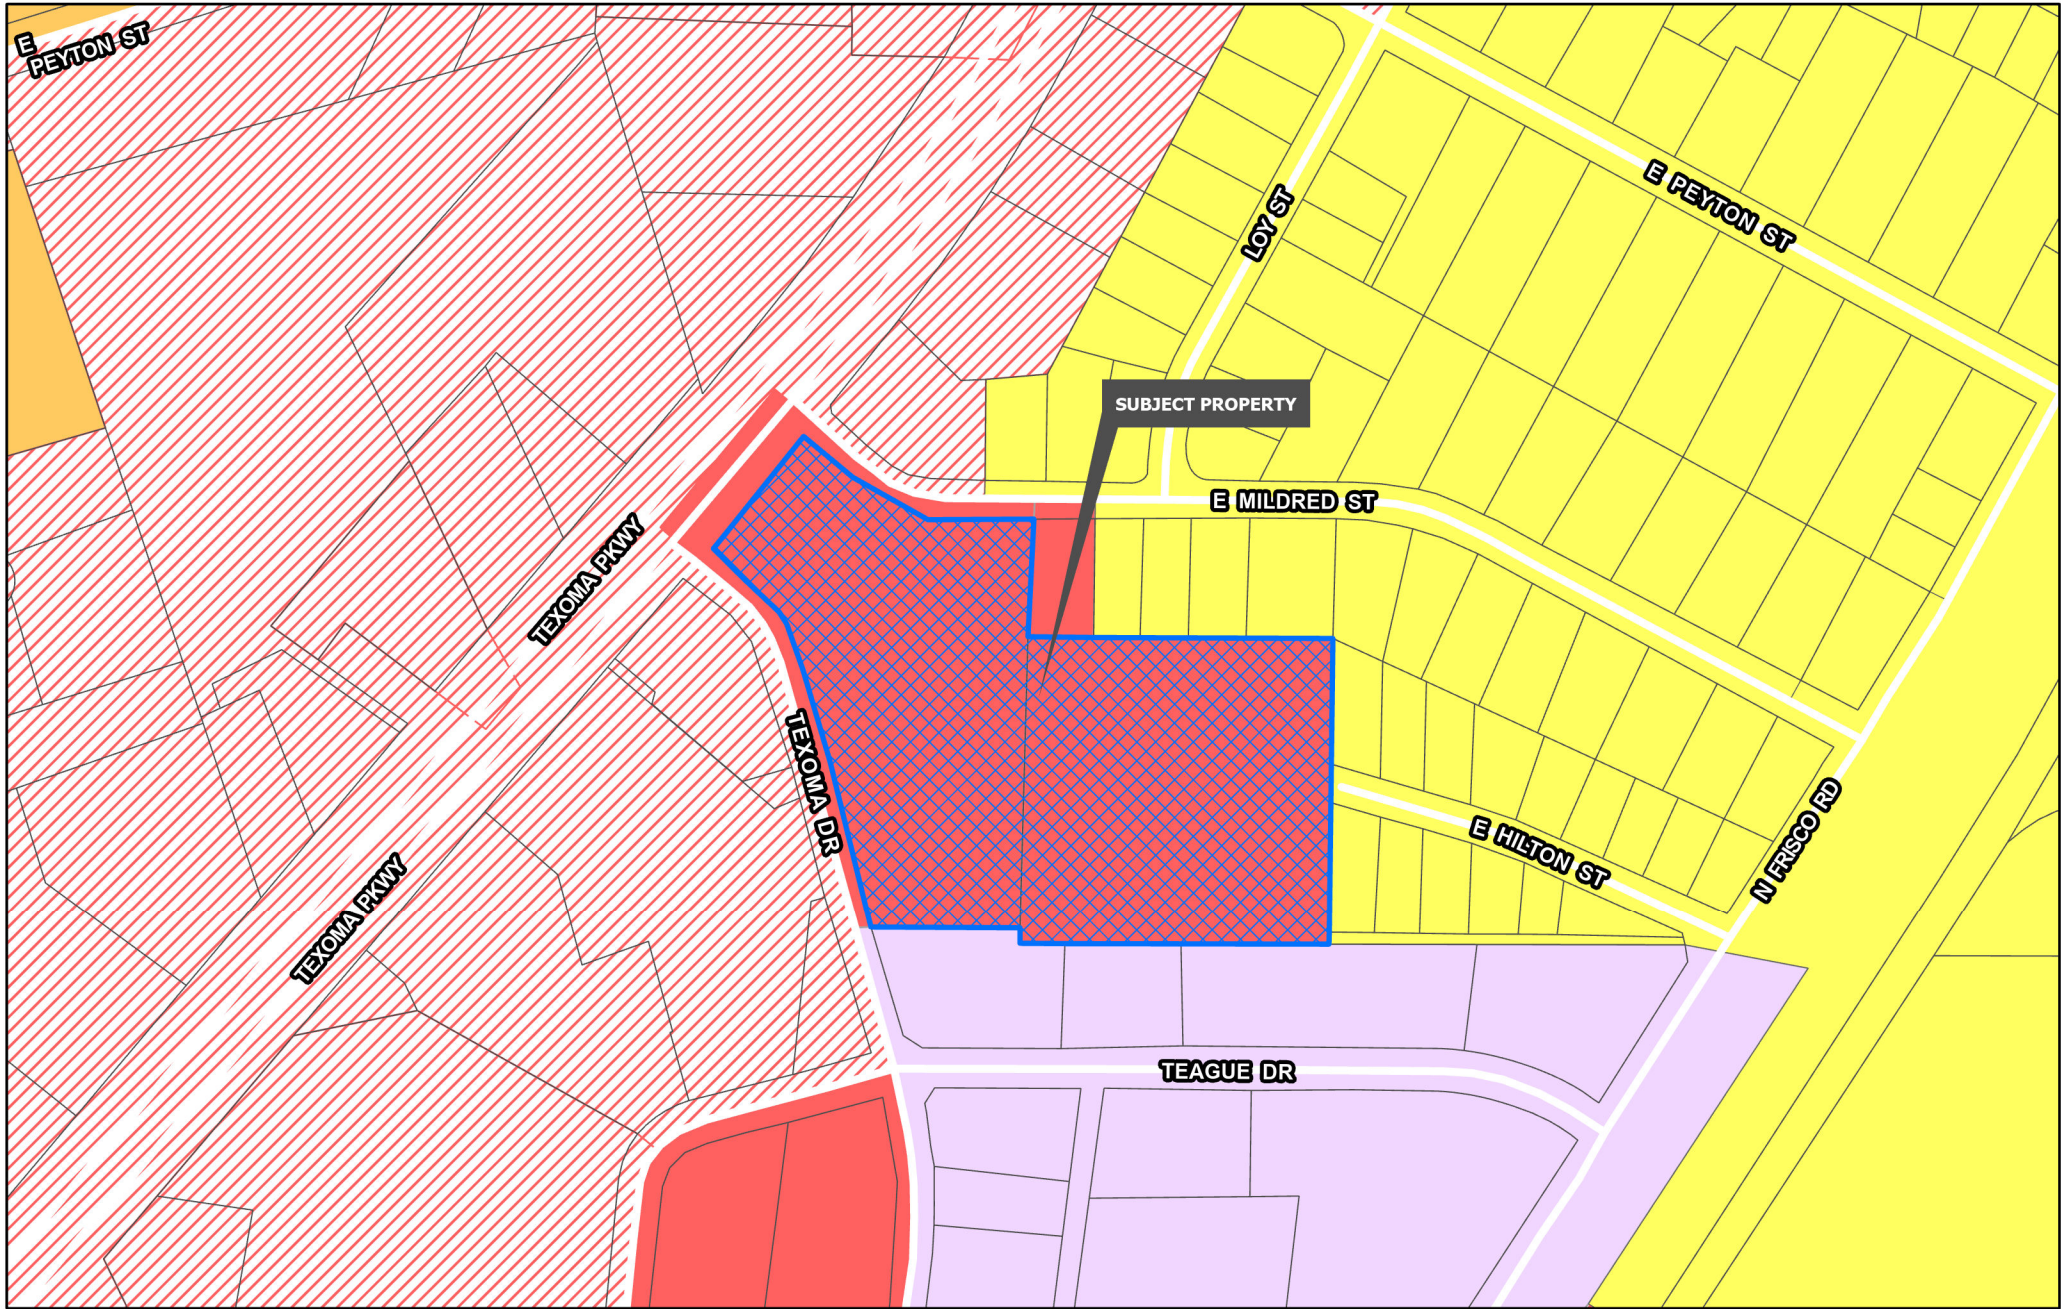 E
PEYTON ST
E PEYTON ST
LOY ST
SUBJECT PROPERTY
E MILDRED ST
TEXOMA PKWY
TEXOMA DR
E HILTON ST
N FRISCO RD
TEXOMA PKWY
TEAGUE DR